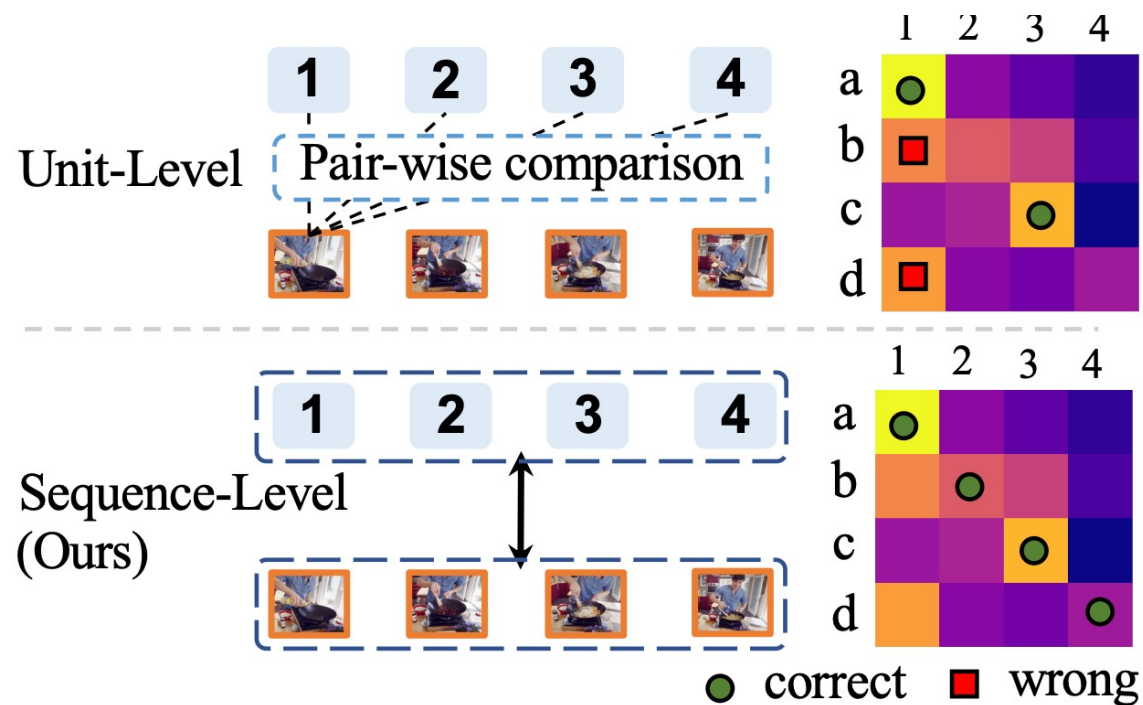 1 2 3 4
1 2 3 4
a
b
c
d
Unit-Level
Pair-wise comparison
1 2 3 4
1 2 3 4
a
b
c
d
Sequence-Level
(Ours)
correct wrong